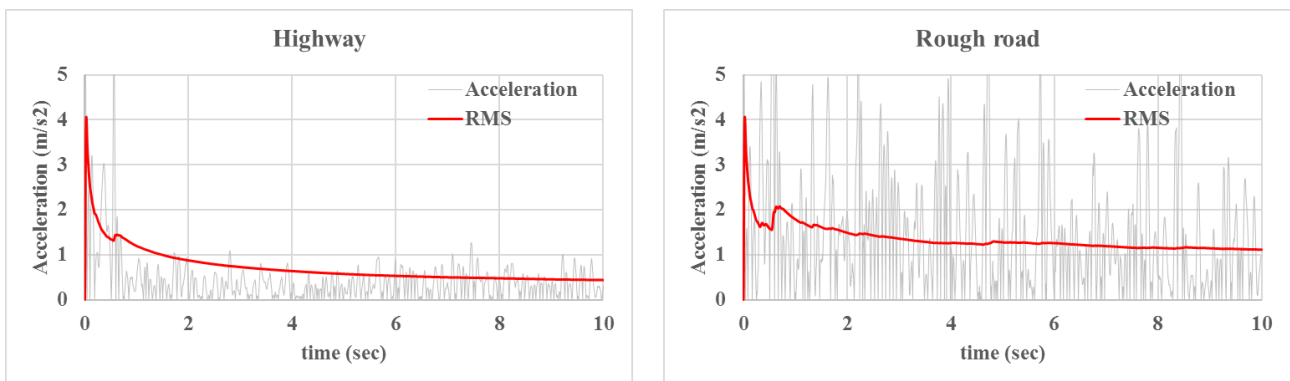 Highway
Acceleration (m/s2)
5
4
3
2
1
0
Acceleration
RMS
0 2 4 6 8 10
time (sec)
Rough road
Acceleration (m/s2)
5
4
3
2
1
0
Acceleration
RMS
0 2 4 6 8 10
time (sec)